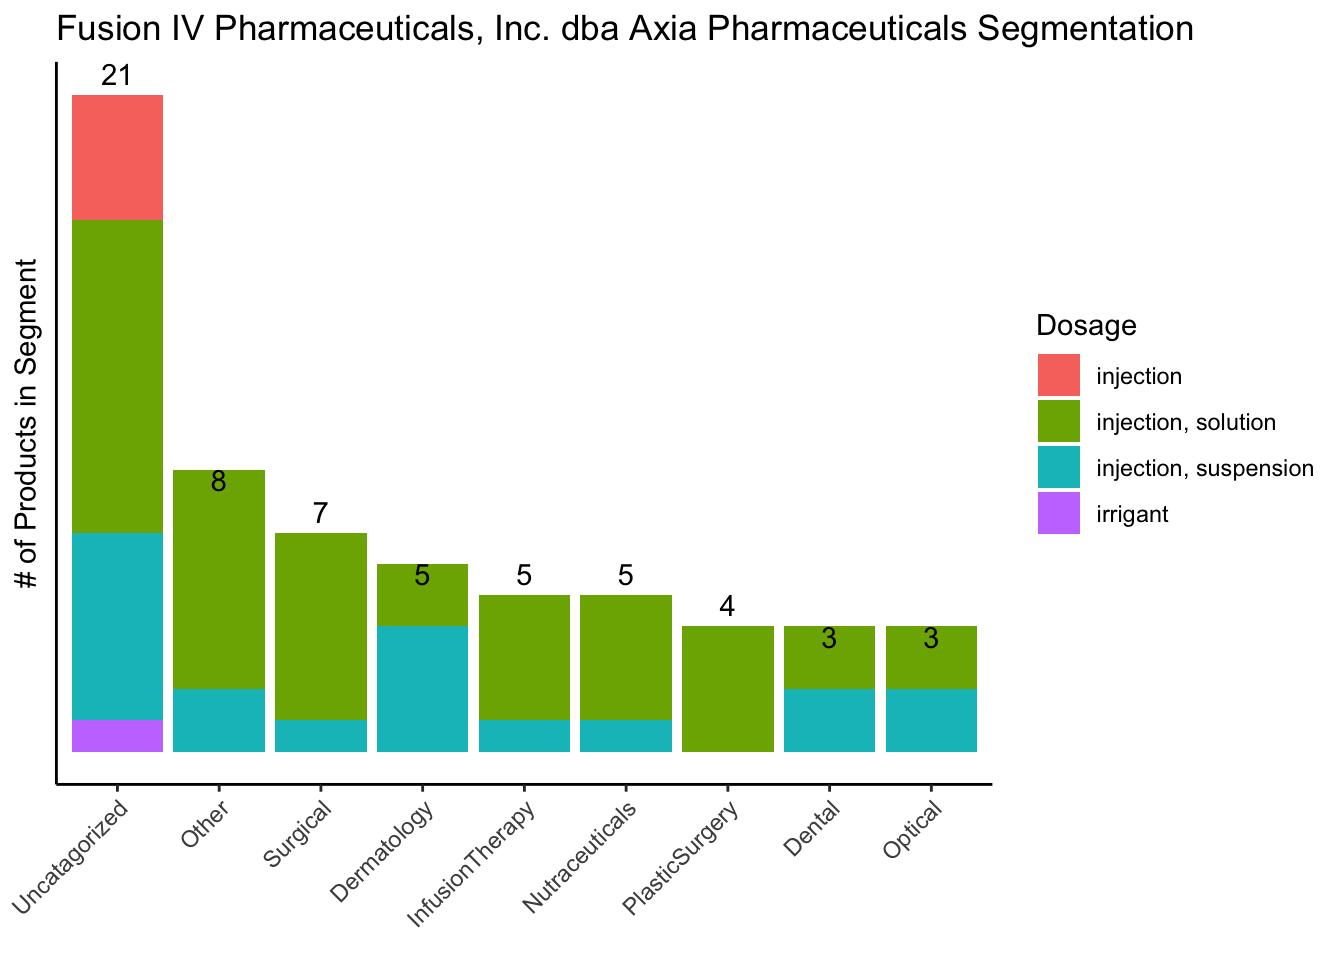 Fusion IV Pharmaceuticals, Inc. dba Axia Pharmaceuticals Segmentation
21
8
7
5
5
5
4
3
3
# of Products in Segment
Uncatagorized
Other
Surgical
Dermatology
InfusionTherapy
Nutraceuticals
PlasticSurgery
Dental
Optical
Dosage
injection
injection, solution
injection, suspension
irrigant